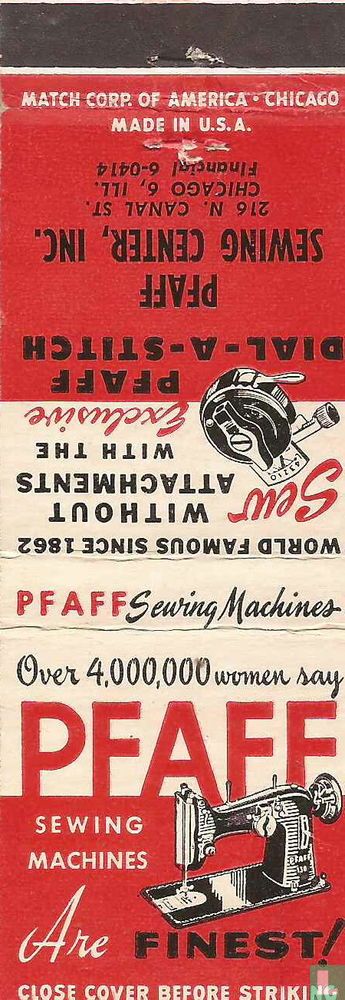 MATCH CORP. OF AMERICA • CHICAGO
MADE IN U.S.A.
WORLD FAMOUS SINCE 1862
Sew WITHOUT
ATTACHMENTS
WITH THE
Exclusive
PFAFF
DIAL-A-STITCH
PFAFF
SEWING CENTER, INC.
216 N. CANAL ST.
CHICAGO 6, ILL.
Financial 6-0414
PFAFF Sewing Machines
Over 4,000,000 women say
PFAFF
SEWING
MACHINES
Are FINEST!
PFAFF
130
CLOSE COVER BEFORE STRIKING